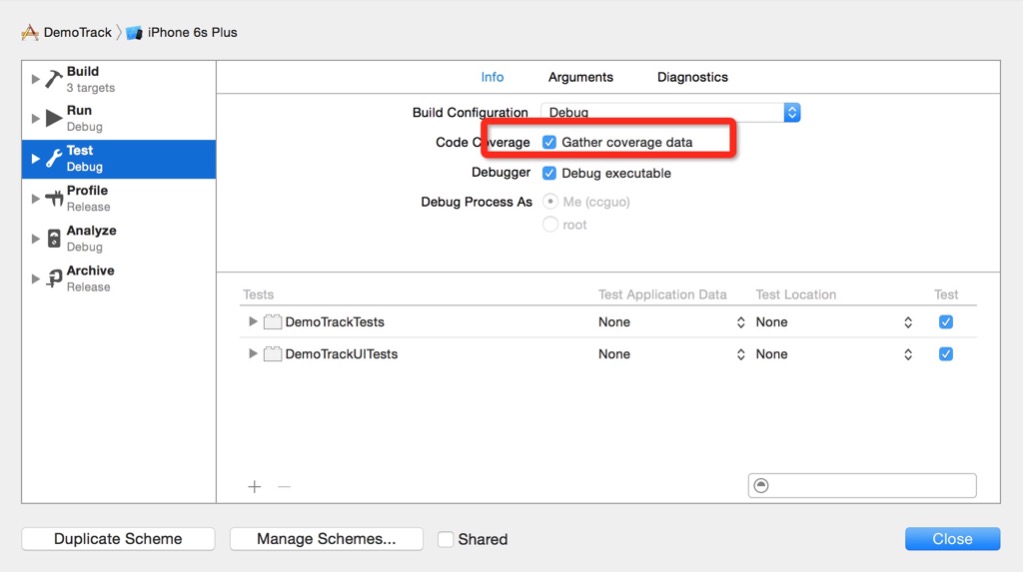 DemoTrack iPhone 6s Plus
Build
3 targets
Run
Debug
Test
Debug
Profile
Release
Analyze
Debug
Archive
Release
Info Arguments Diagnostics
Build Configuration Debug
Code Coverage Gather coverage data
Debugger Debug executable
Debug Process As Me (ccguo)
root
Tests Test Application Data Test Location Test
DemoTrackTests None None
DemoTrackUITests None None
Duplicate Scheme Manage Schemes... Shared Close